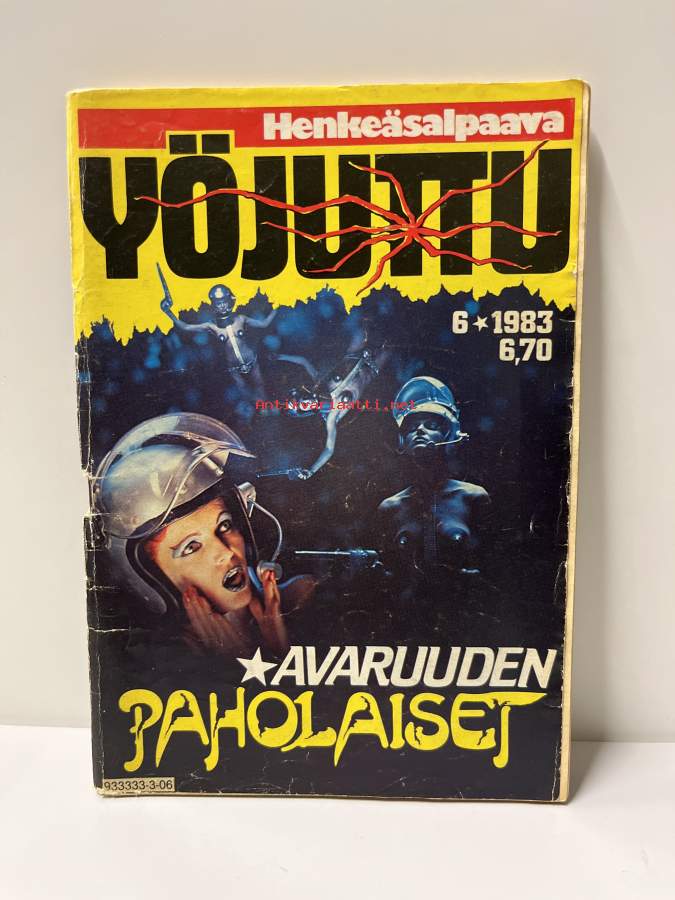 Henkeäsalpaava
YÖJUTTU
6★1983
6,70
Antikvariaatti.net
★AVARUUDEN
PAHOLAISET
933333-3-06